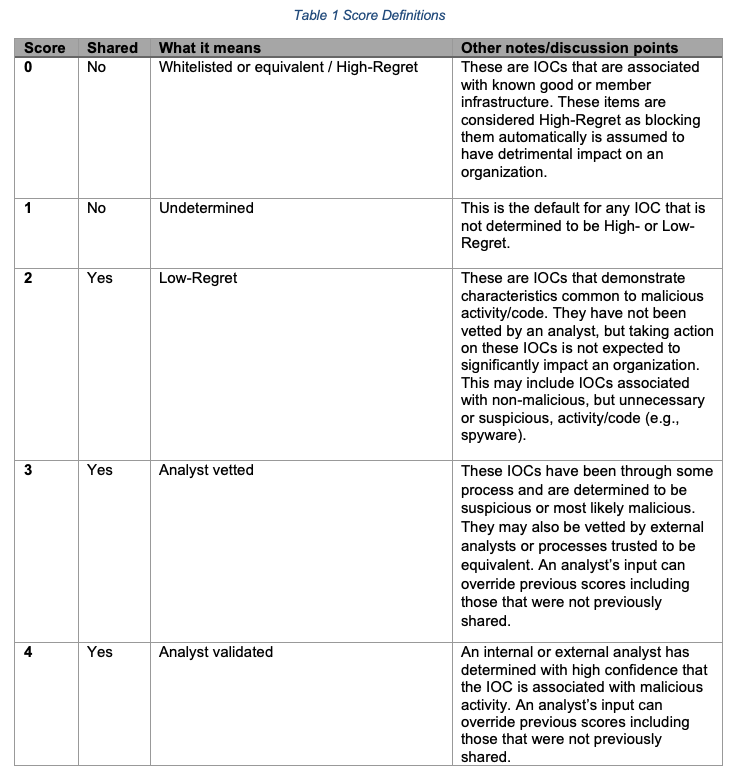 Table 1 Score Definitions
Score Shared What it means Other notes/discussion points
0 No Whitelisted or equivalent / High-Regret These are IOCs that are associated
with known good or member
infrastructure. These items are
considered High-Regret as blocking
them automatically is assumed to
have detrimental impact on an
organization.
1 No Undetermined This is the default for any IOC that is
not determined to be High- or Low-
Regret.
2 Yes Low-Regret These are IOCs that demonstrate
characteristics common to malicious
activity/code. They have not been
vetted by an analyst, but taking action
on these IOCs is not expected to
significantly impact an organization.
This may include IOCs associated
with non-malicious, but unnecessary
or suspicious, activity/code (e.g.,
spyware).
3 Yes Analyst vetted These IOCs have been through some
process and are determined to be
suspicious or most likely malicious.
They may also be vetted by external
analysts or processes trusted to be
equivalent. An analyst's input can
override previous scores including
those that were not previously
shared.
4 Yes Analyst validated An internal or external analyst has
determined with high confidence that
the IOC is associated with malicious
activity. An analyst's input can
override previous scores including
those that were not previously
shared.